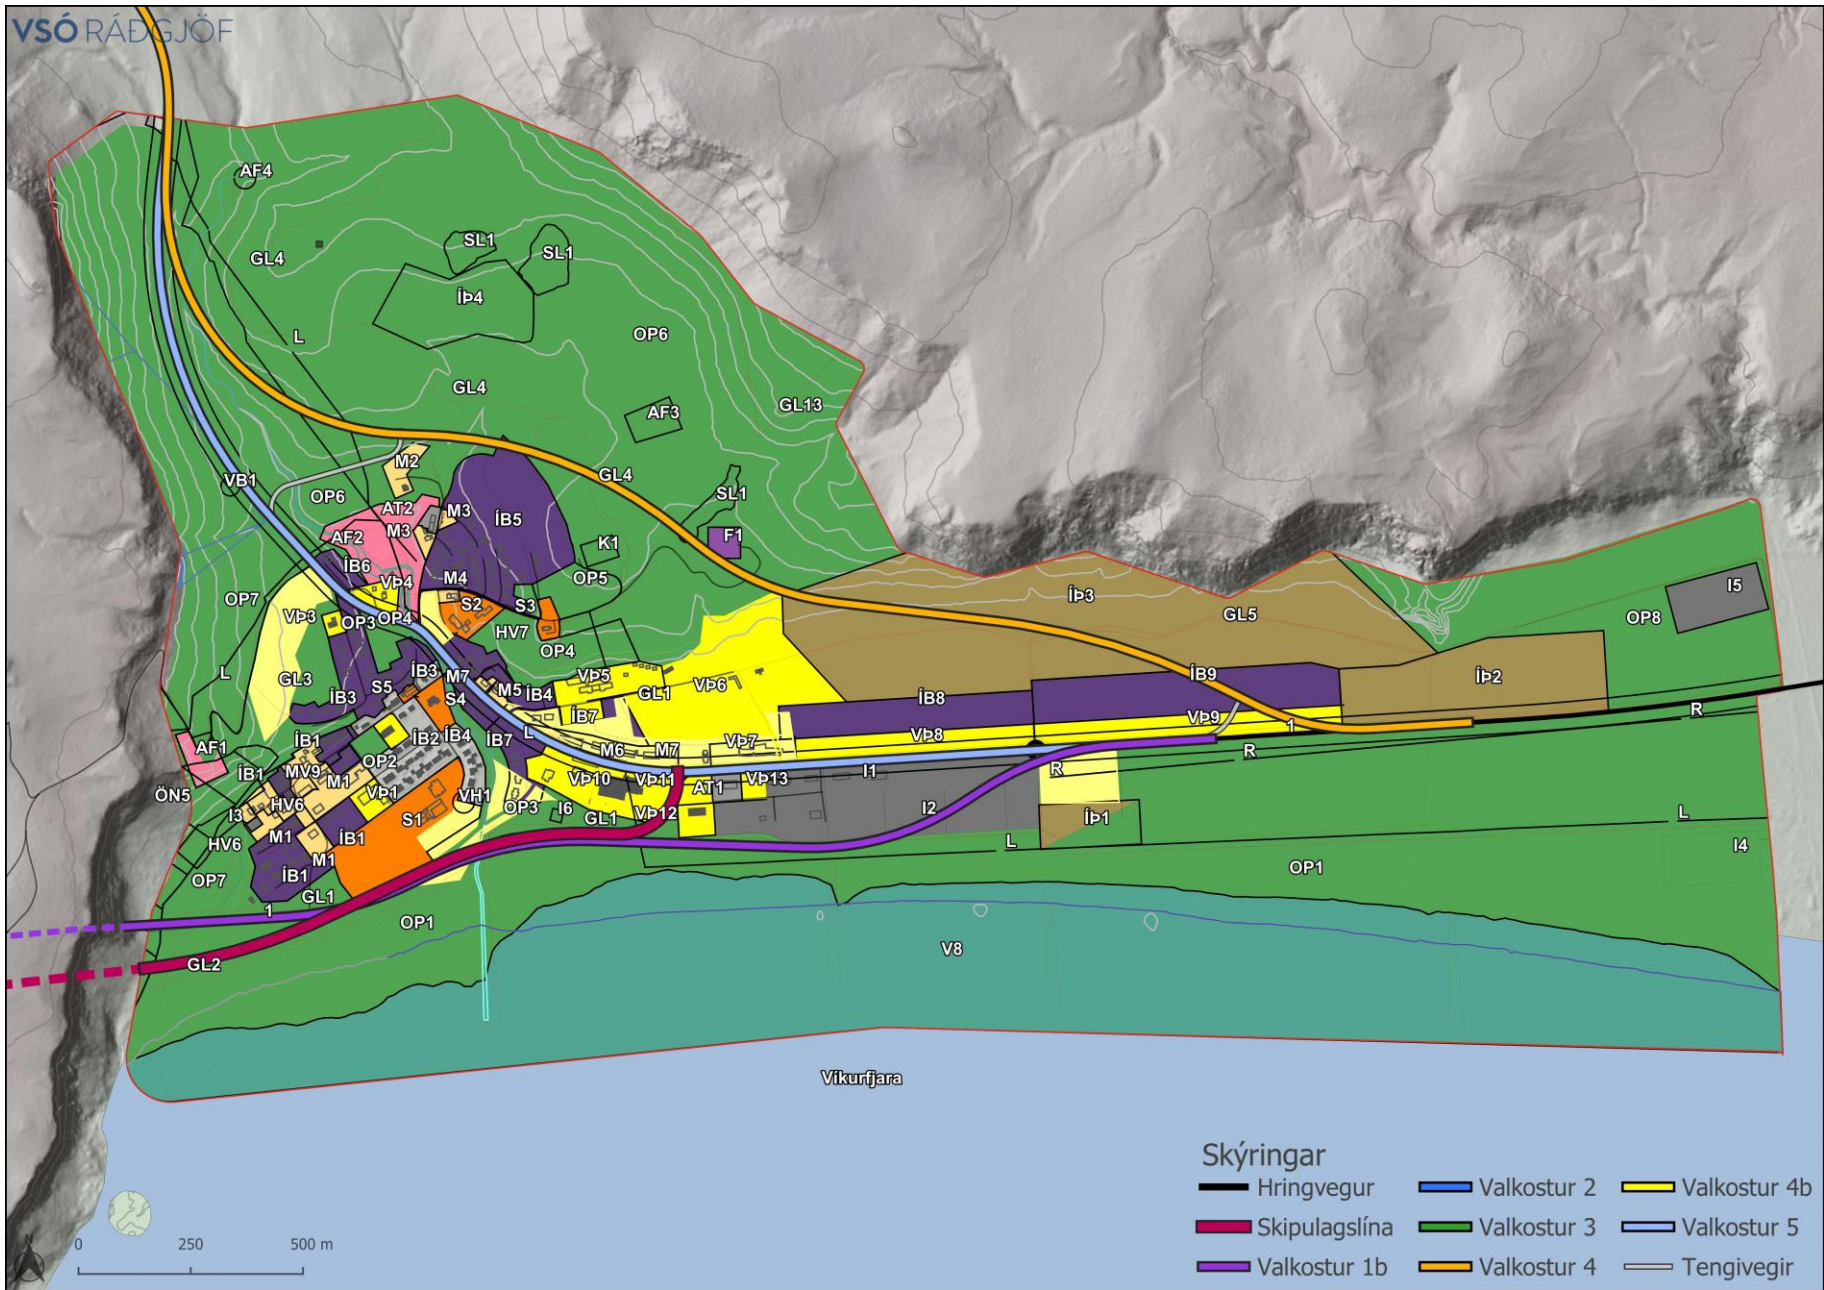 VSÓ RÁÐGJÖF
AF4
SL1
SL1
GL4
ÍÞ4
L
OP6
GL4
AF3
GL13
M2
VB1
GL4
OP6
SL1
AT2
M3
M3
ÍB5
AF2
K1
F1
ÍB6
VÞ4
M4
OP5
OP7
S2
S3
ÍÞ3
GL5
I5
VÞ3
OP3
OP4
HV7
OP8
OP4
L
GL3
ÍB3
M7
VÞ5
ÍB9
ÍÞ2
S5
M5
ÍB4
GL1
VÞ6
ÍB3
S4
ÍB8
R
ÍB7
VÞ9
1
AF1
ÍB1
ÍB2
ÍB4
ÍB7
L
VÞ8
M6
M7
VÞ7
R
OP2
ÍB1
MV9
M1
VÞ10
VÞ11
AT1
VÞ13
I1
R
ÖN5
VÞ1
VH1
HV6
OP3
I6
I2
I3
S1
GL1
VÞ12
ÍÞ1
L
HV6
M1
ÍB1
L
I4
M1
OP7
ÍB1
OP1
GL1
1
OP1
V8
GL2
Víkurfjara
Skýringar
Hringvegur
Valkostur 2
Valkostur 4b
Skipulagslína
Valkostur 3
Valkostur 5
Valkostur 1b
Valkostur 4
Tengivegir
N
0 250 500 m